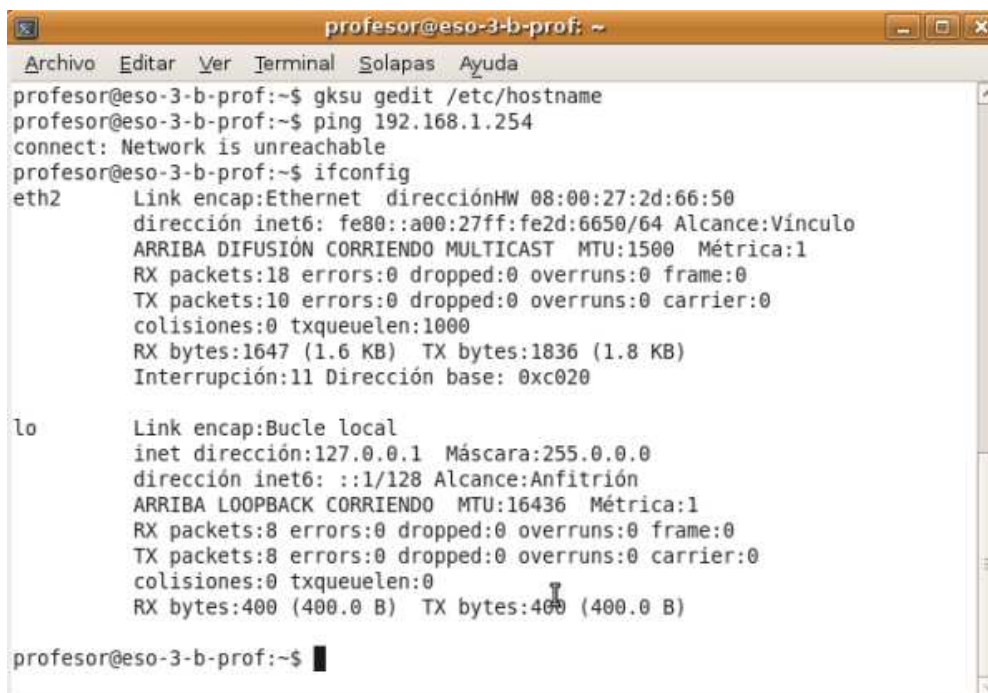 profesor@eso-3-b-prof: ~
Archivo Editar Ver Terminal Solapas Ayuda
profesor@eso-3-b-prof:~$ gksu gedit /etc/hostname
profesor@eso-3-b-prof:~$ ping 192.168.1.254
connect: Network is unreachable
profesor@eso-3-b-prof:~$ ifconfig
eth2      Link encap:Ethernet  direcciónHW 08:00:27:2d:66:50
          dirección inet6: fe80::a00:27ff:fe2d:6650/64 Alcance:Vínculo
          ARRIBA DIFUSIÓN CORRIENDO MULTICAST  MTU:1500  Métrica:1
          RX packets:18 errors:0 dropped:0 overruns:0 frame:0
          TX packets:10 errors:0 dropped:0 overruns:0 carrier:0
          colisiones:0 txqueuelen:1000
          RX bytes:1647 (1.6 KB)  TX bytes:1836 (1.8 KB)
          Interrupción:11 Dirección base: 0xc020
lo        Link encap:Bucle local
          inet dirección:127.0.0.1  Máscara:255.0.0.0
          dirección inet6: ::1/128 Alcance:Anfitrión
          ARRIBA LOOPBACK CORRIENDO  MTU:16436  Métrica:1
          RX packets:8 errors:0 dropped:0 overruns:0 frame:0
          TX packets:8 errors:0 dropped:0 overruns:0 carrier:0
          colisiones:0 txqueuelen:0
          RX bytes:400 (400.0 B)  TX bytes:400 (400.0 B)
profesor@eso-3-b-prof:~$